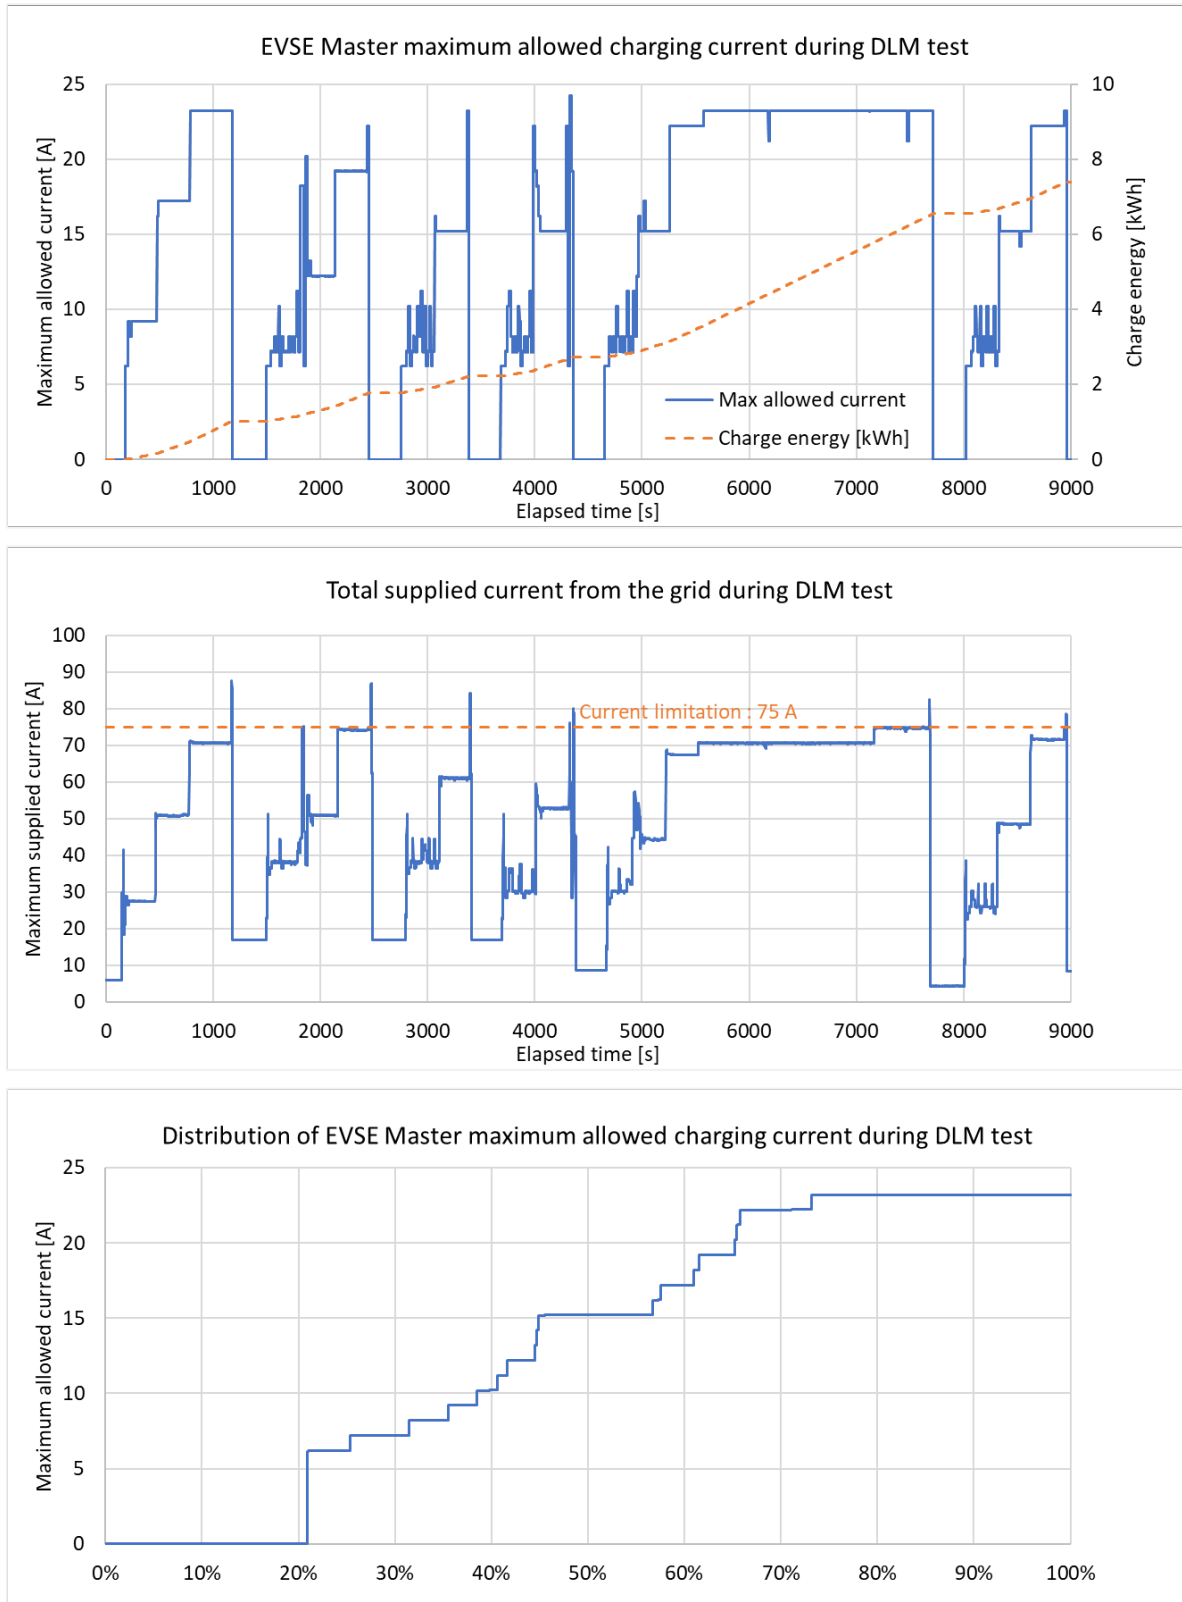 EVSE Master maximum allowed charging current during DLM test
Maximum allowed current [A]
25
20
15
10
5
0
10
8
6
4
2
0
Charge energy [kWh]
Max allowed current
Charge energy [kWh]
0 1000 2000 3000 4000 5000 6000 7000 8000 9000
Elapsed time [s]
Total supplied current from the grid during DLM test
Maximum supplied current [A]
100
90
80
70
60
50
40
30
20
10
0
Current limitation : 75 A
0 1000 2000 3000 4000 5000 6000 7000 8000 9000
Elapsed time [s]
Distribution of EVSE Master maximum allowed charging current during DLM test
Maximum allowed current [A]
25
20
15
10
5
0
0% 10% 20% 30% 40% 50% 60% 70% 80% 90% 100%